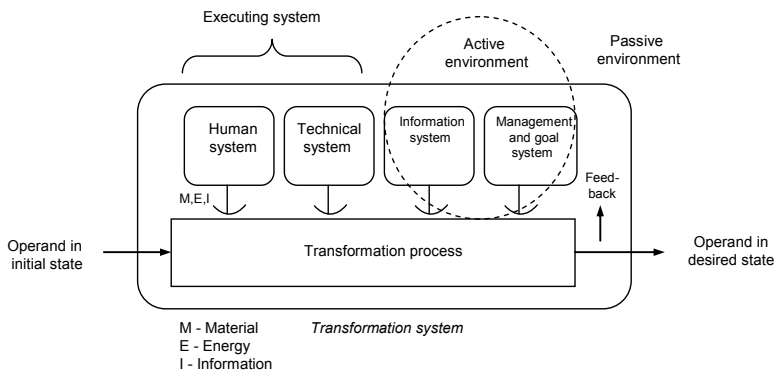 Executing system
Active
environment
Passive
environment
Human
system
Technical
system
Information
system
Management
and goal
system
Feed-
back
M,E,I
Operand in
initial state
Transformation process
Operand in
desired state
M - Material
E - Energy
I - Information
Transformation system